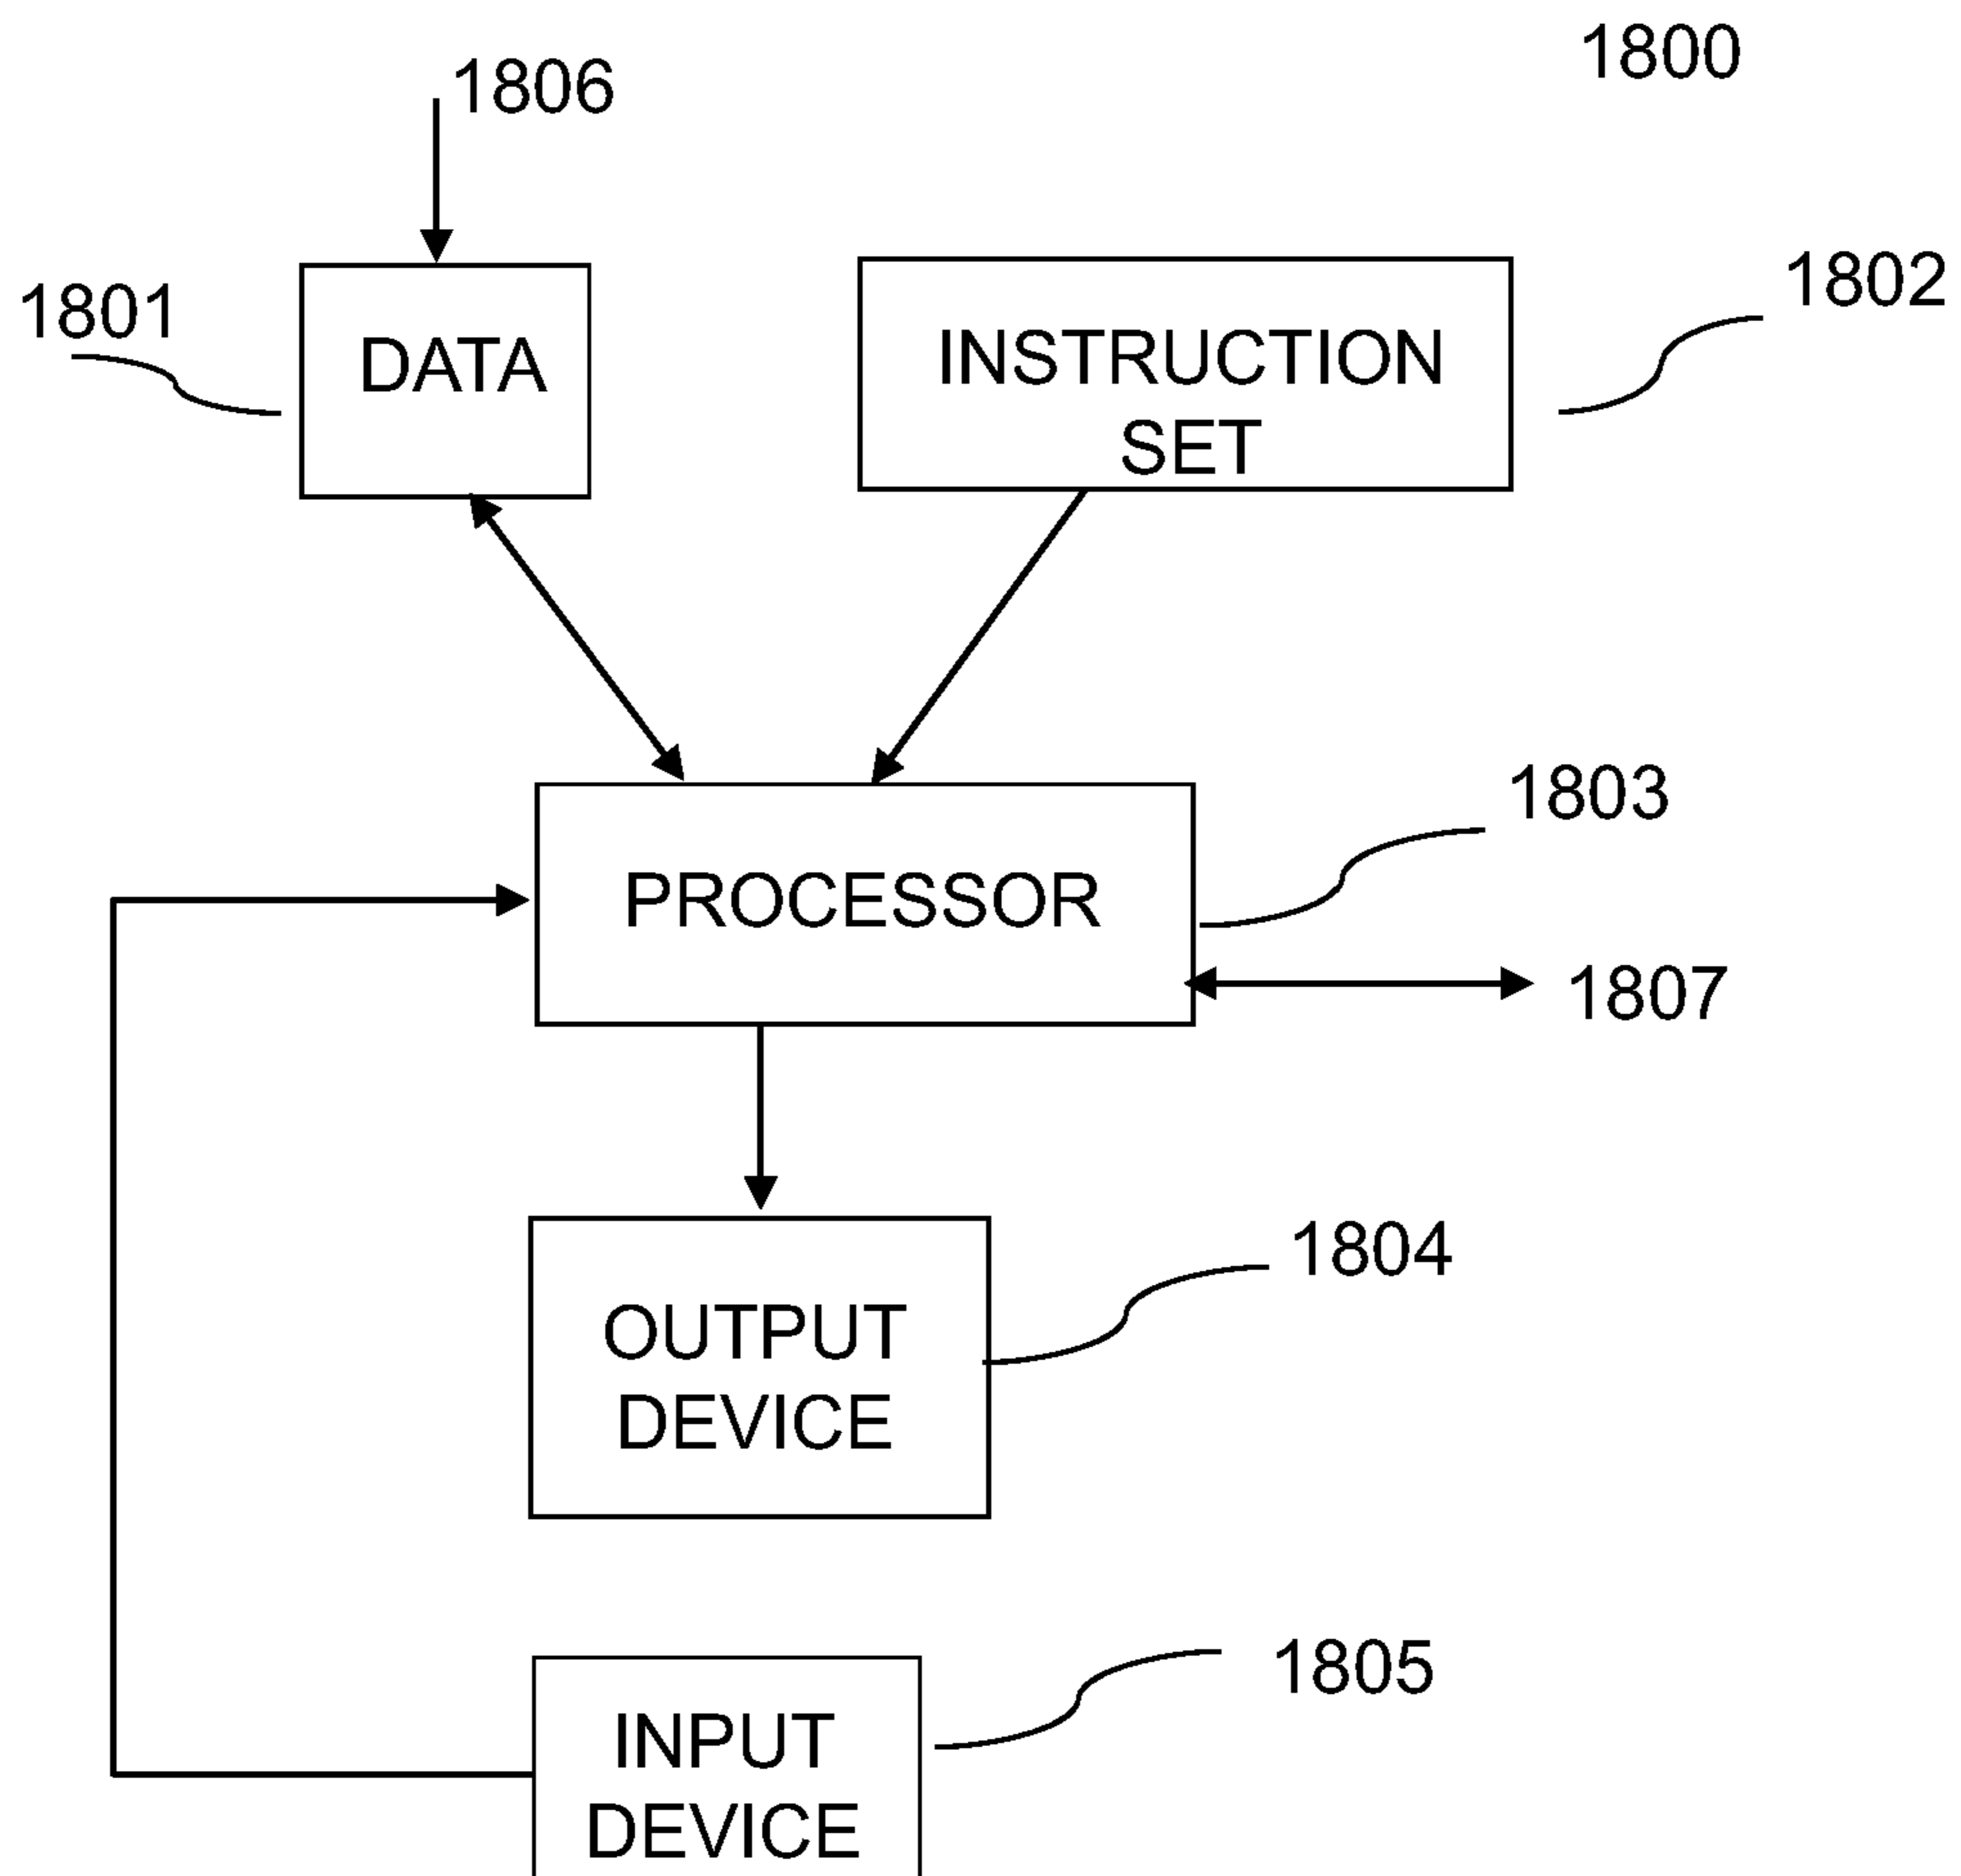 1800
1806
1801
DATA
INSTRUCTION
SET
1802
1803
PROCESSOR
1807
1804
OUTPUT
DEVICE
1805
INPUT
DEVICE